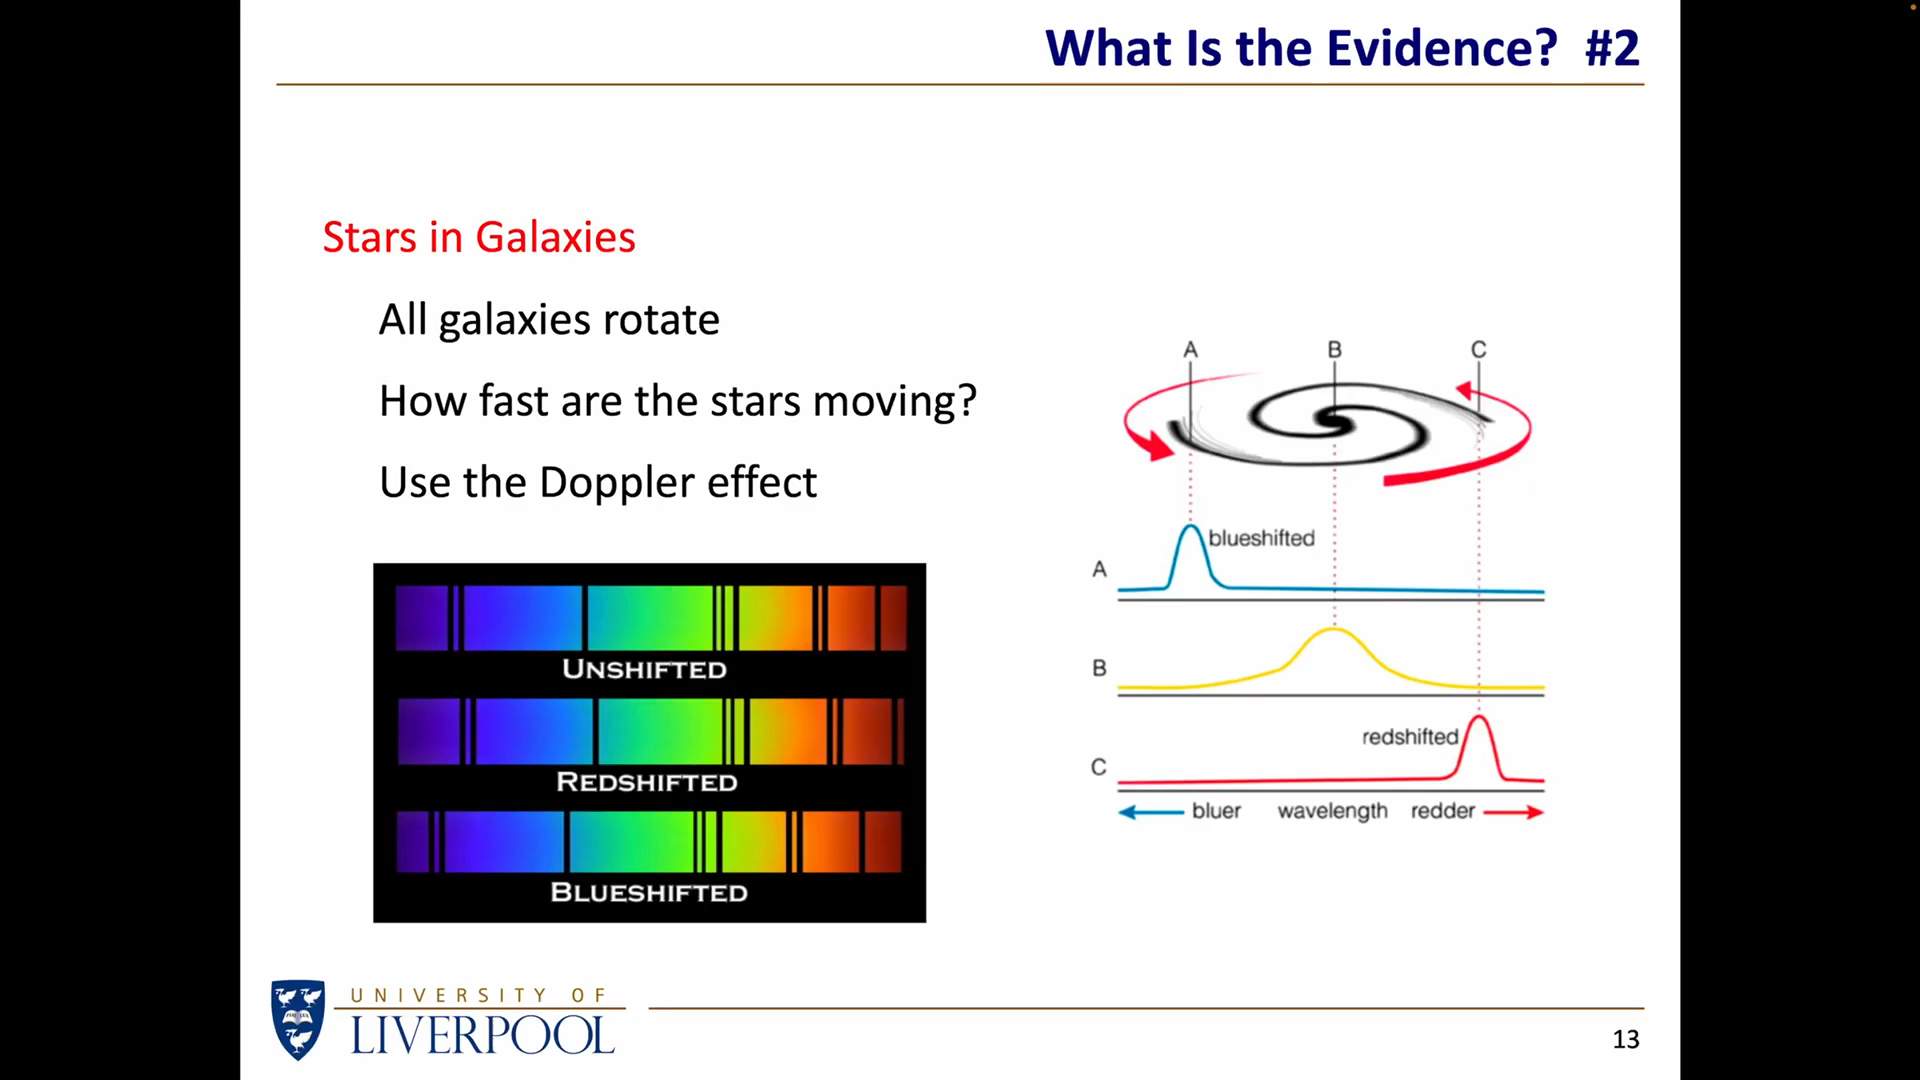 What Is the Evidence? #2
Stars in Galaxies
All galaxies rotate
How fast are the stars moving?
Use the Doppler effect
UNSHIFTED
REDSHIFTED
BLUESHIFTED
A B C
blueshifted
A
B
redshifted
C
bluer wavelength redder
UNIVERSITY OF
LIVERPOOL
13